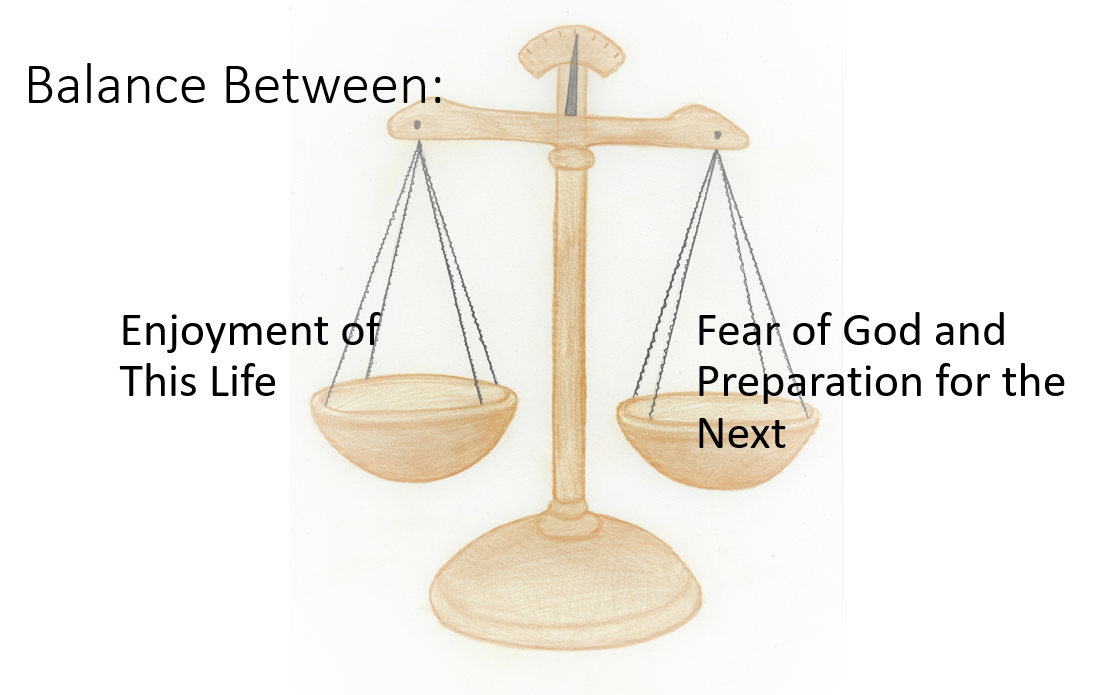 Balance Between:
Enjoyment of
This Life
Fear of God and
Preparation for the
Next